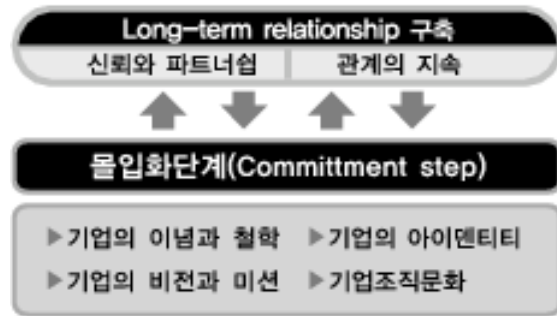 Long-term relationship 구축
신뢰와 파트너쉽 관계의 지속
몰입화단계(Committment step)
▶기업의 이념과 철학 ▶기업의 아이덴티티
▶기업의 비전과 미션 ▶기업조직문화